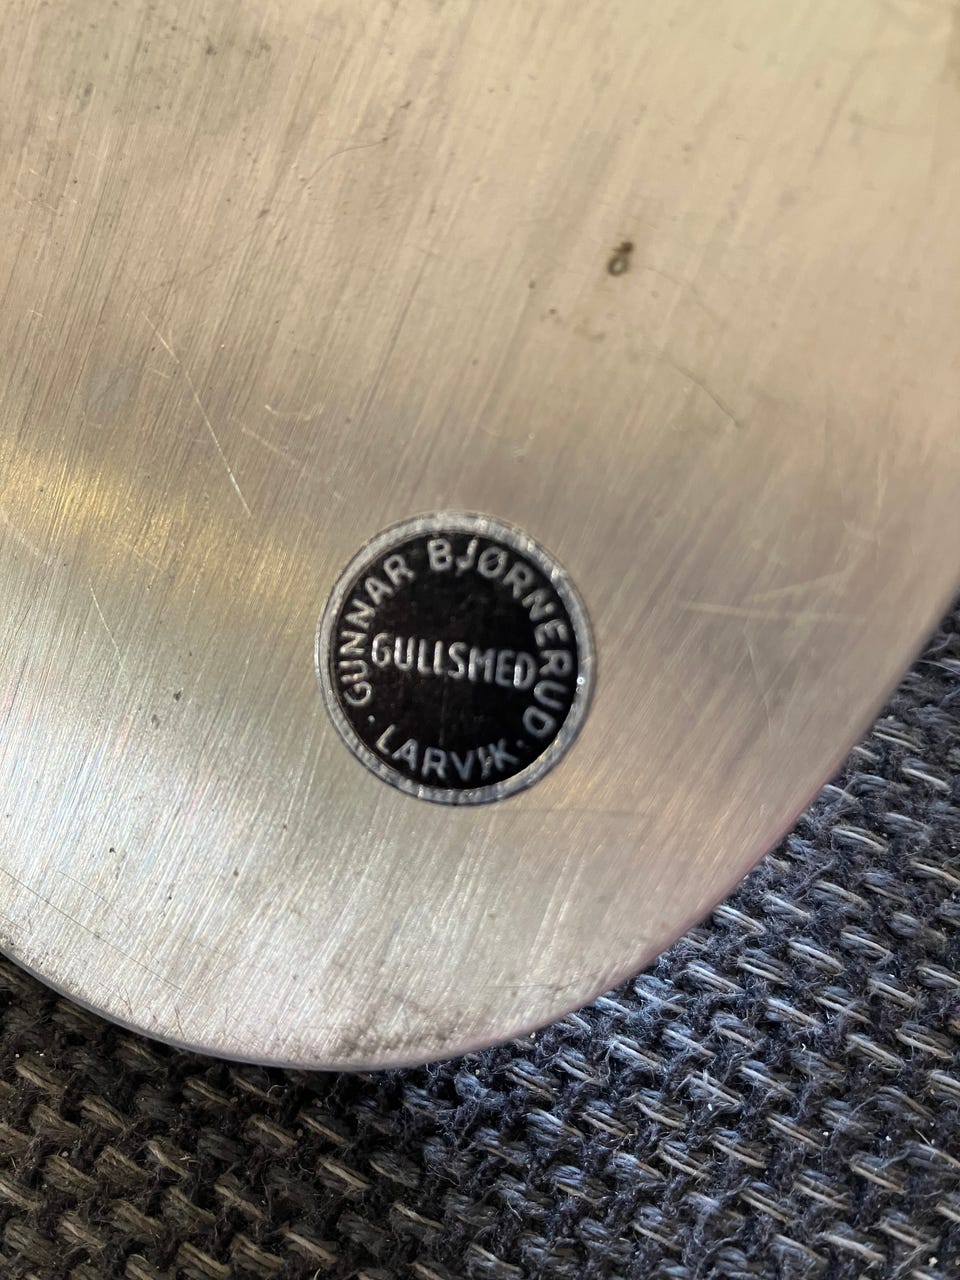 GUNNAR BJØRNERUD
GULLSMED
· LARVIK ·